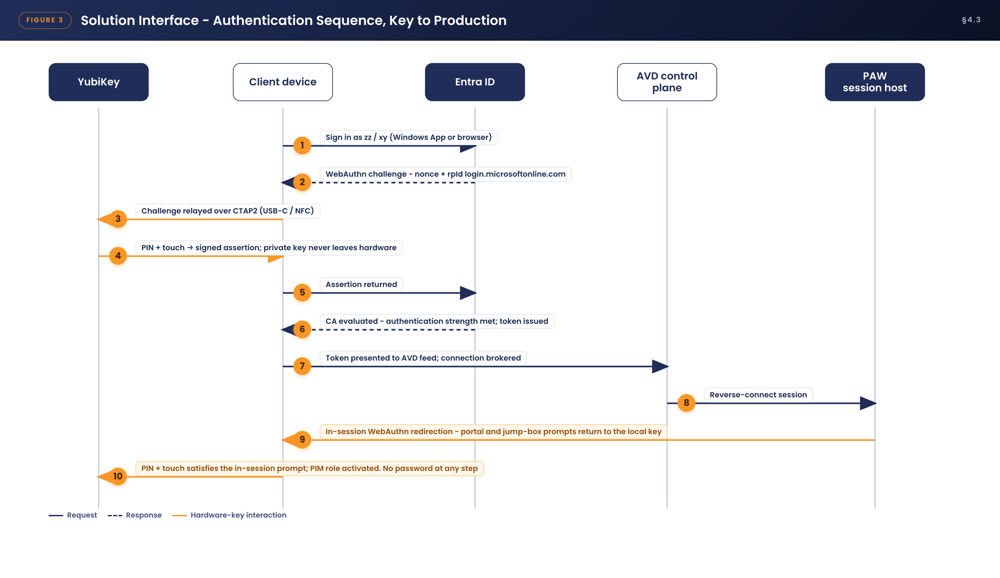 FIGURE 3
Solution Interface - Authentication Sequence, Key to Production
§4.3
YubiKey
Client device
Entra ID
AVD control
plane
PAW
session host
1
Sign in as zz / xy (Windows App or browser)
2
WebAuthn challenge - nonce + rpId login.microsoftonline.com
3
Challenge relayed over CTAP2 (USB-C / NFC)
4
PIN + touch → signed assertion; private key never leaves hardware
5
Assertion returned
6
CA evaluated - authentication strength met; token issued
7
Token presented to AVD feed; connection brokered
8
Reverse-connect session
9
In-session WebAuthn redirection - portal and jump-box prompts return to the local key
10
PIN + touch satisfies the in-session prompt; PIM role activated. No password at any step
Request
Response
Hardware-key interaction